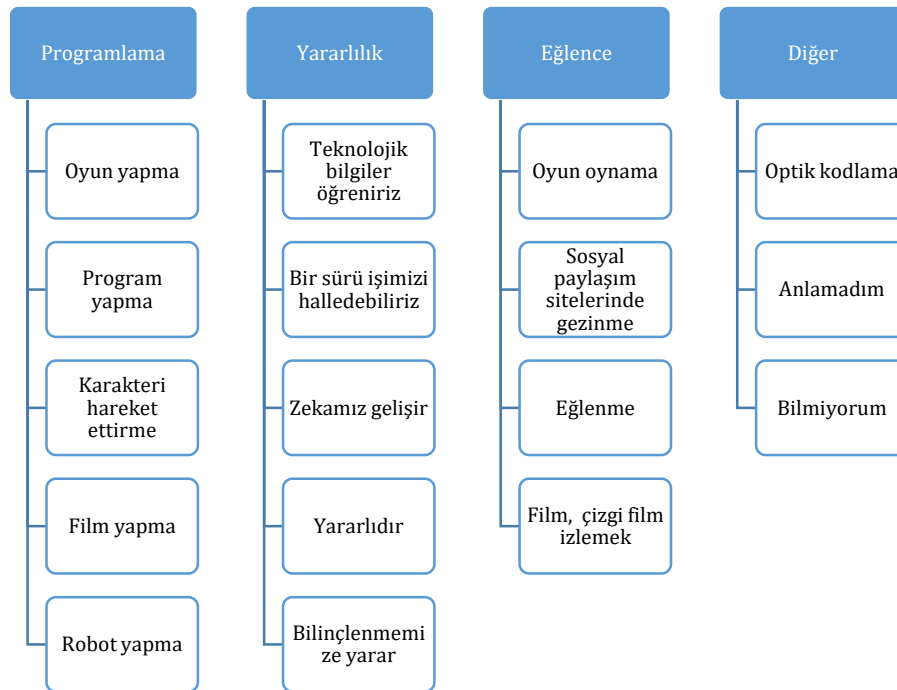 Programlama
Oyun yapma
Program
yapma
Karakteri
hareket
ettirme
Film yapma
Robot yapma
Yararlılık
Teknolojik
bilgiler
öğreniriz
Bir sürü işimizi
halledebiliriz
Zekamız gelişir
Yararlıdır
Bilinçlenmemi
ze yarar
Eğlence
Oyun oynama
Sosyal
paylaşım
sitelerinde
gezinme
Eğlenme
Film, çizgi film
izlemek
Diğer
Optik kodlama
Anlamadım
Bilmiyorum